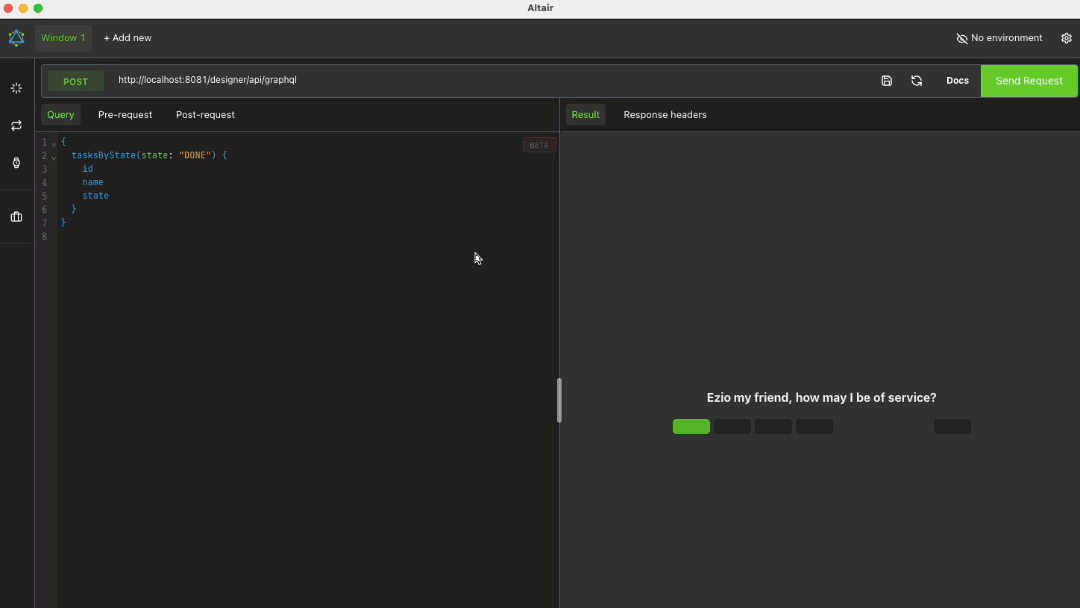 Altair
Window 1
+ Add new
No environment
POST
http://localhost:8081/designer/api/graphql
Docs
Send Request
Query
Pre-request
Post-request
Result
Response headers
BETA
1 {
2 tasksByState(state: "DONE") {
3 id
4 name
5 state
6 }
7 }
8
Ezio my friend, how may I be of service?